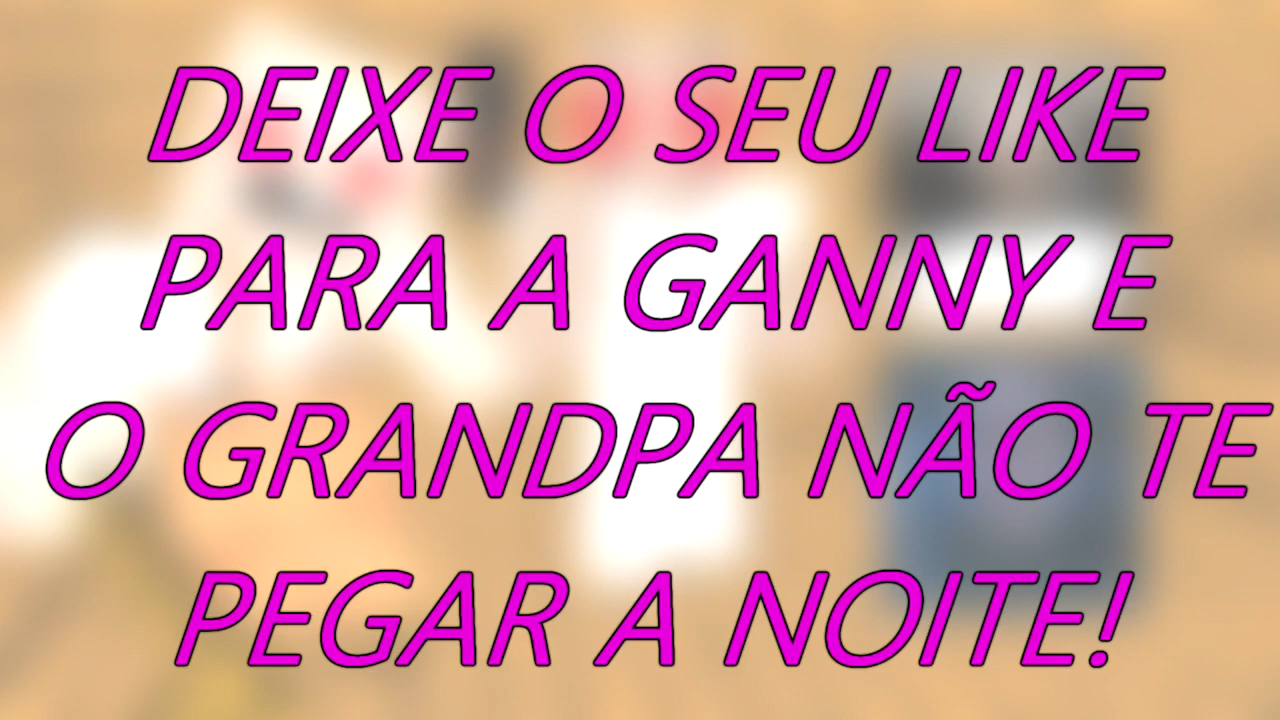 DEIXE O SEU LIKE
PARA A GANNY E
O GRANDPA NÃO TE
PEGAR A NOITE!